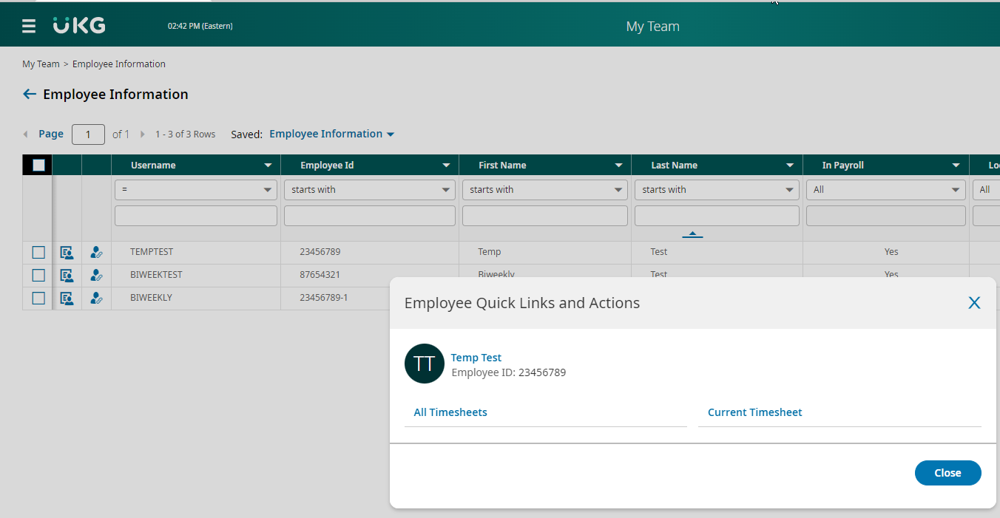 UKG 02:42 PM (Eastern) My Team
My Team > Employee Information
Employee Information
Page 1 of 1 1 - 3 of 3 Rows Saved: Employee Information
Username Employee Id First Name Last Name In Payroll Lo
= starts with starts with starts with All All
TEMPTEST 23456789 Temp Test Yes
BIWEEKTEST 87654321 Biweekly Test Yes
BIWEEKLY 23456789-1
Employee Quick Links and Actions X
TT
Temp Test
Employee ID: 23456789
All Timesheets Current Timesheet
Close